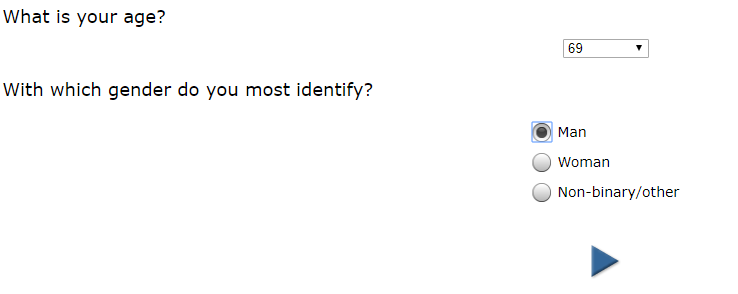 What is your age?
69
With which gender do you most identify?
Man
Woman
Non-binary/other